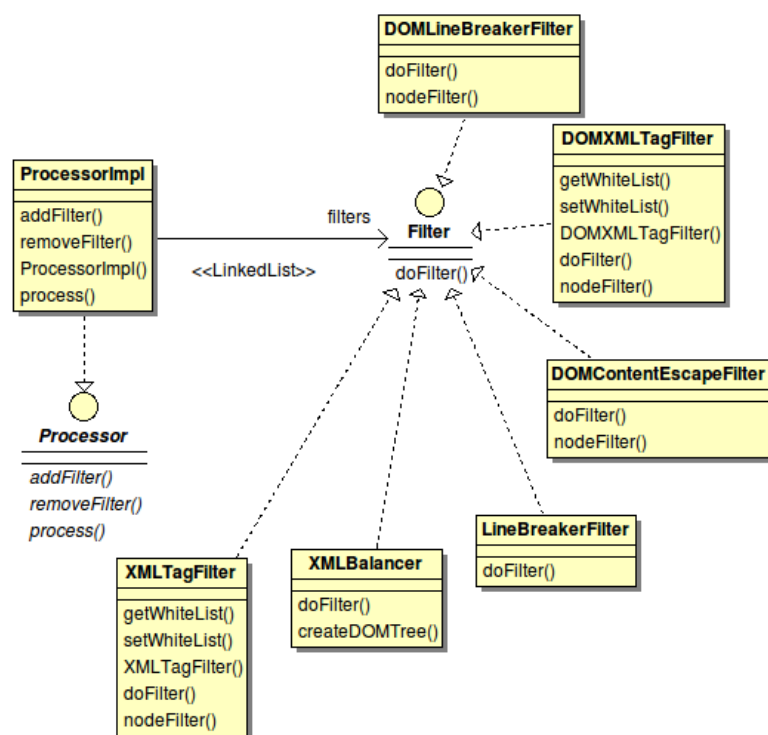 DOMLineBreakerFilter
doFilter()
nodeFilter()
DOMXMLTagFilter
getWhiteList()
setWhiteList()
DOMXMLTagFilter()
doFilter()
nodeFilter()
ProcessorImpl
addFilter()
removeFilter()
ProcessorImpl()
process()
filters
<<LinkedList>>
Filter
doFilter()
DOMContentEscapeFilter
doFilter()
nodeFilter()
Processor
addFilter()
removeFilter()
process()
LineBreakerFilter
doFilter()
XMLBalancer
doFilter()
createDOMTree()
XMLTagFilter
getWhiteList()
setWhiteList()
XMLTagFilter()
doFilter()
nodeFilter()